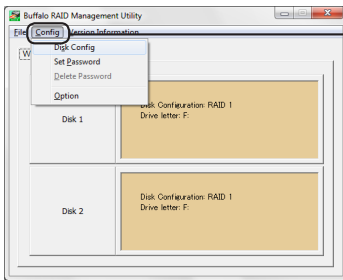 Buffalo RAID Management Utility
File Config Version Information
Disk Config
Set Password
Delete Password
Option
Disk 1
Disk Configuration: RAID 1
Drive letter: F:
Disk 2
Disk Configuration: RAID 1
Drive letter: F: